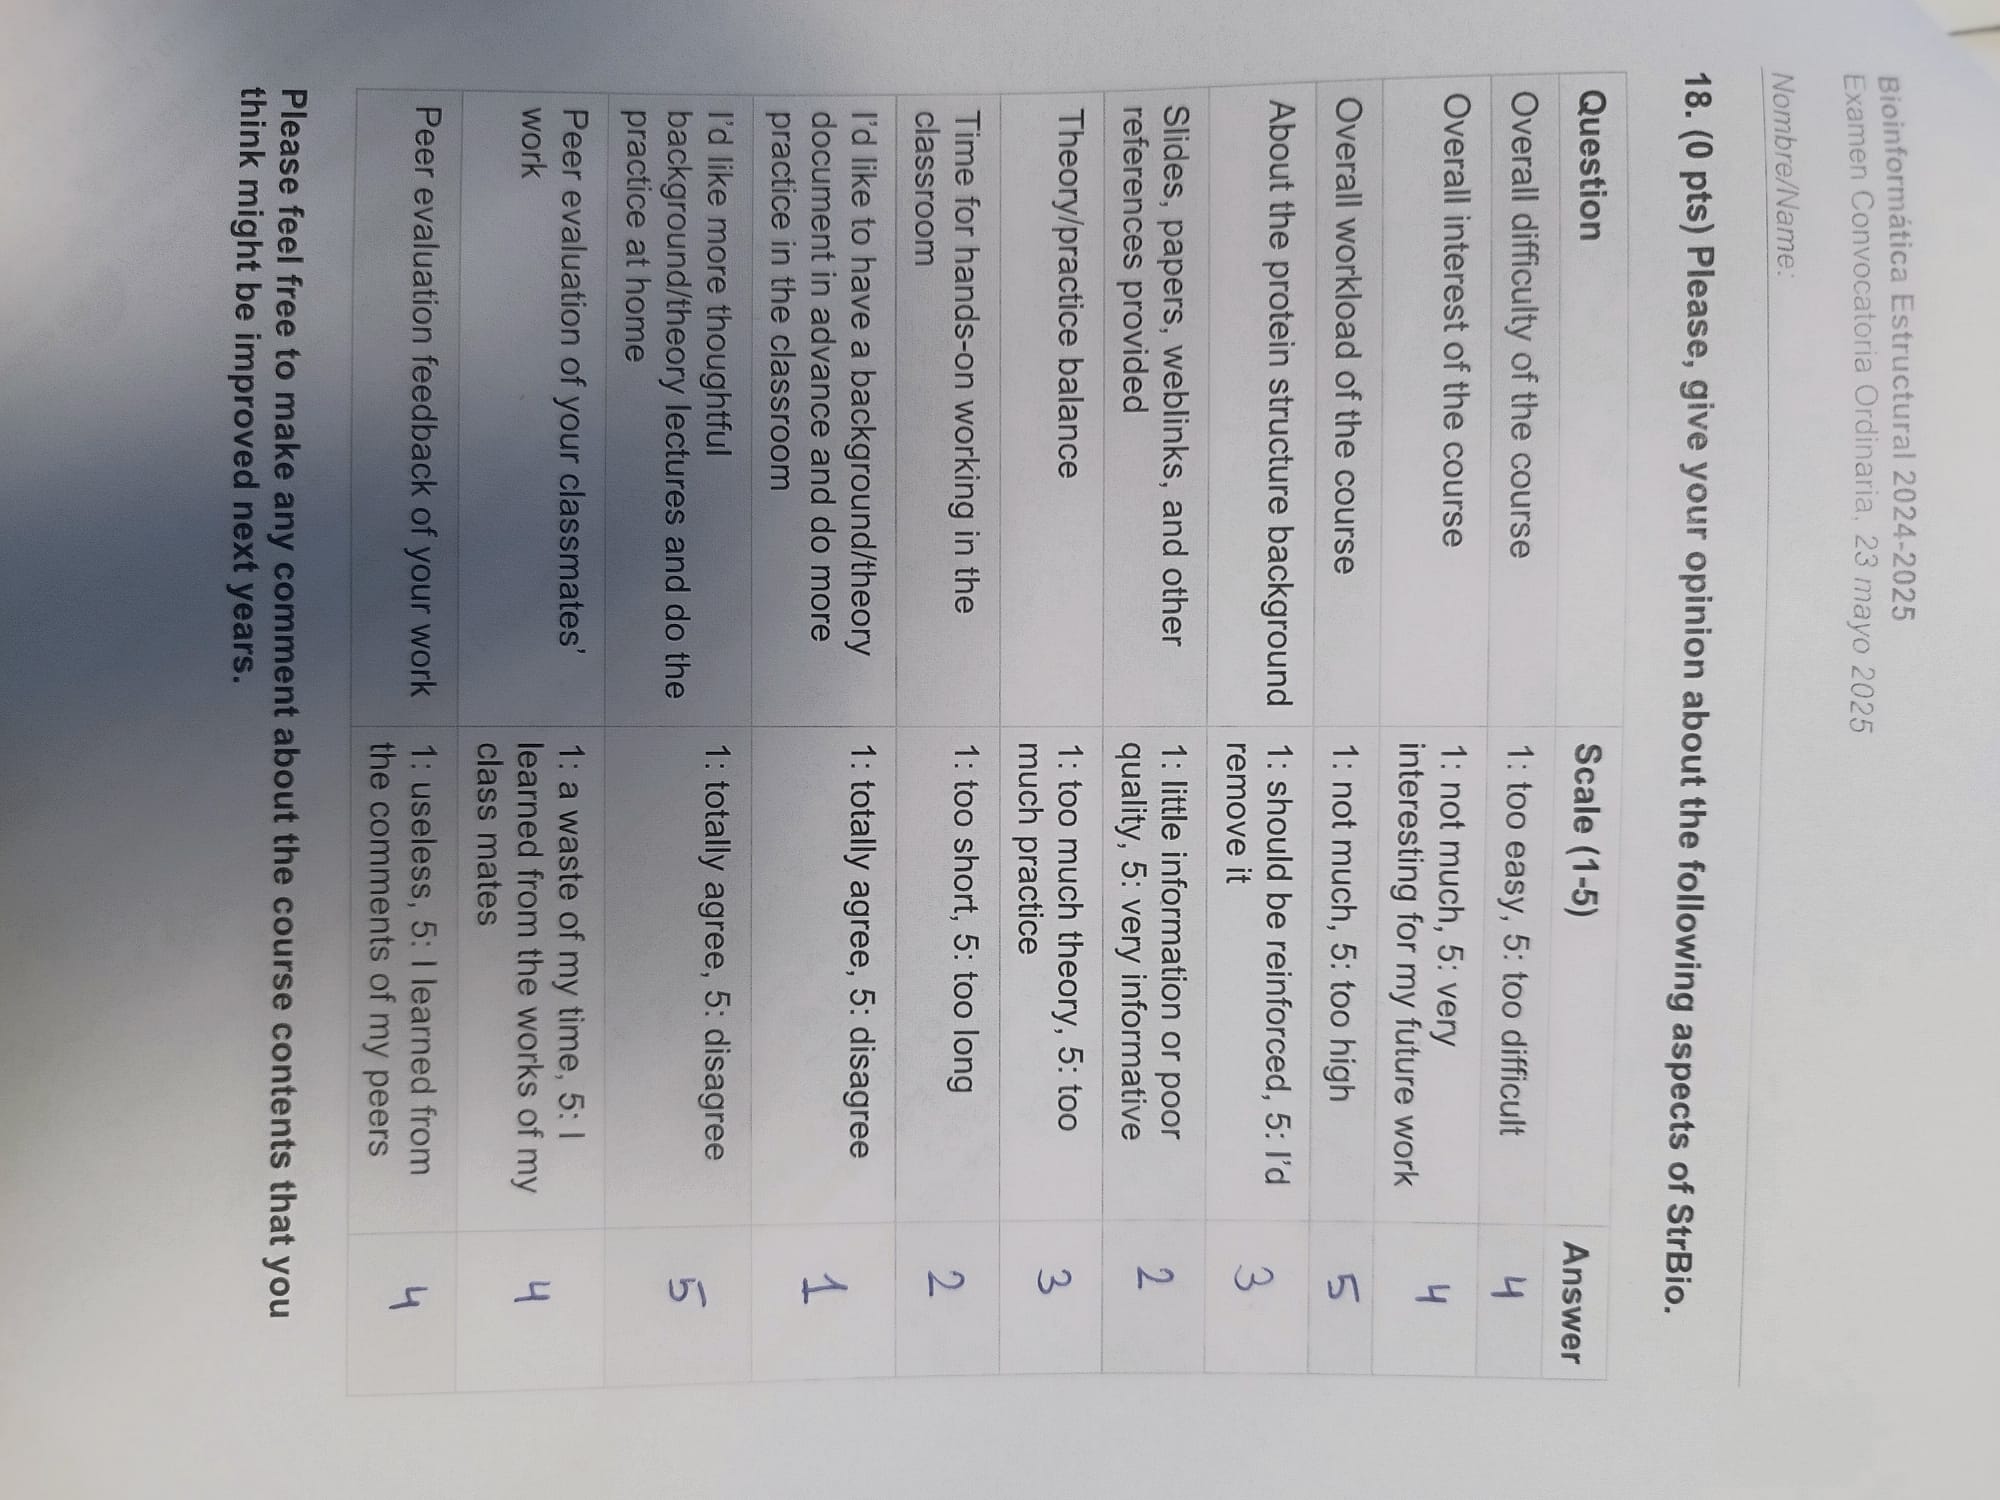 Bioinformática Estructural 2024-2025
Examen Convocatoria Ordinaria, 23 mayo 2025
Nombre/Name:
18. (0 pts) Please, give your opinion about the following aspects of StrBio.
Question Scale (1-5) Answer
Overall difficulty of the course 1: too easy, 5: too difficult 4
Overall interest of the course 1: not much, 5: very
interesting for my future work 4
Overall workload of the course 1: not much, 5: too high 5
About the protein structure background 1: should be reinforced, 5: I'd
remove it 3
Slides, papers, weblinks, and other 1: little information or poor
references provided quality, 5: very informative 2
Theory/practice balance 1: too much theory, 5: too
much practice 3
Time for hands-on working in the 1: too short, 5: too long 2
classroom
I'd like to have a background/theory 1: totally agree, 5: disagree
document in advance and do more 1
practice in the classroom
I'd like more thoughtful 1: totally agree, 5: disagree
background/theory lectures and do the 5
practice at home
Peer evaluation of your classmates' 1: a waste of my time, 5: I
work learned from the works of my 4
class mates
Peer evaluation feedback of your work 1: useless, 5: I learned from
the comments of my peers 4
Please feel free to make any comment about the course contents that you
think might be improved next years.